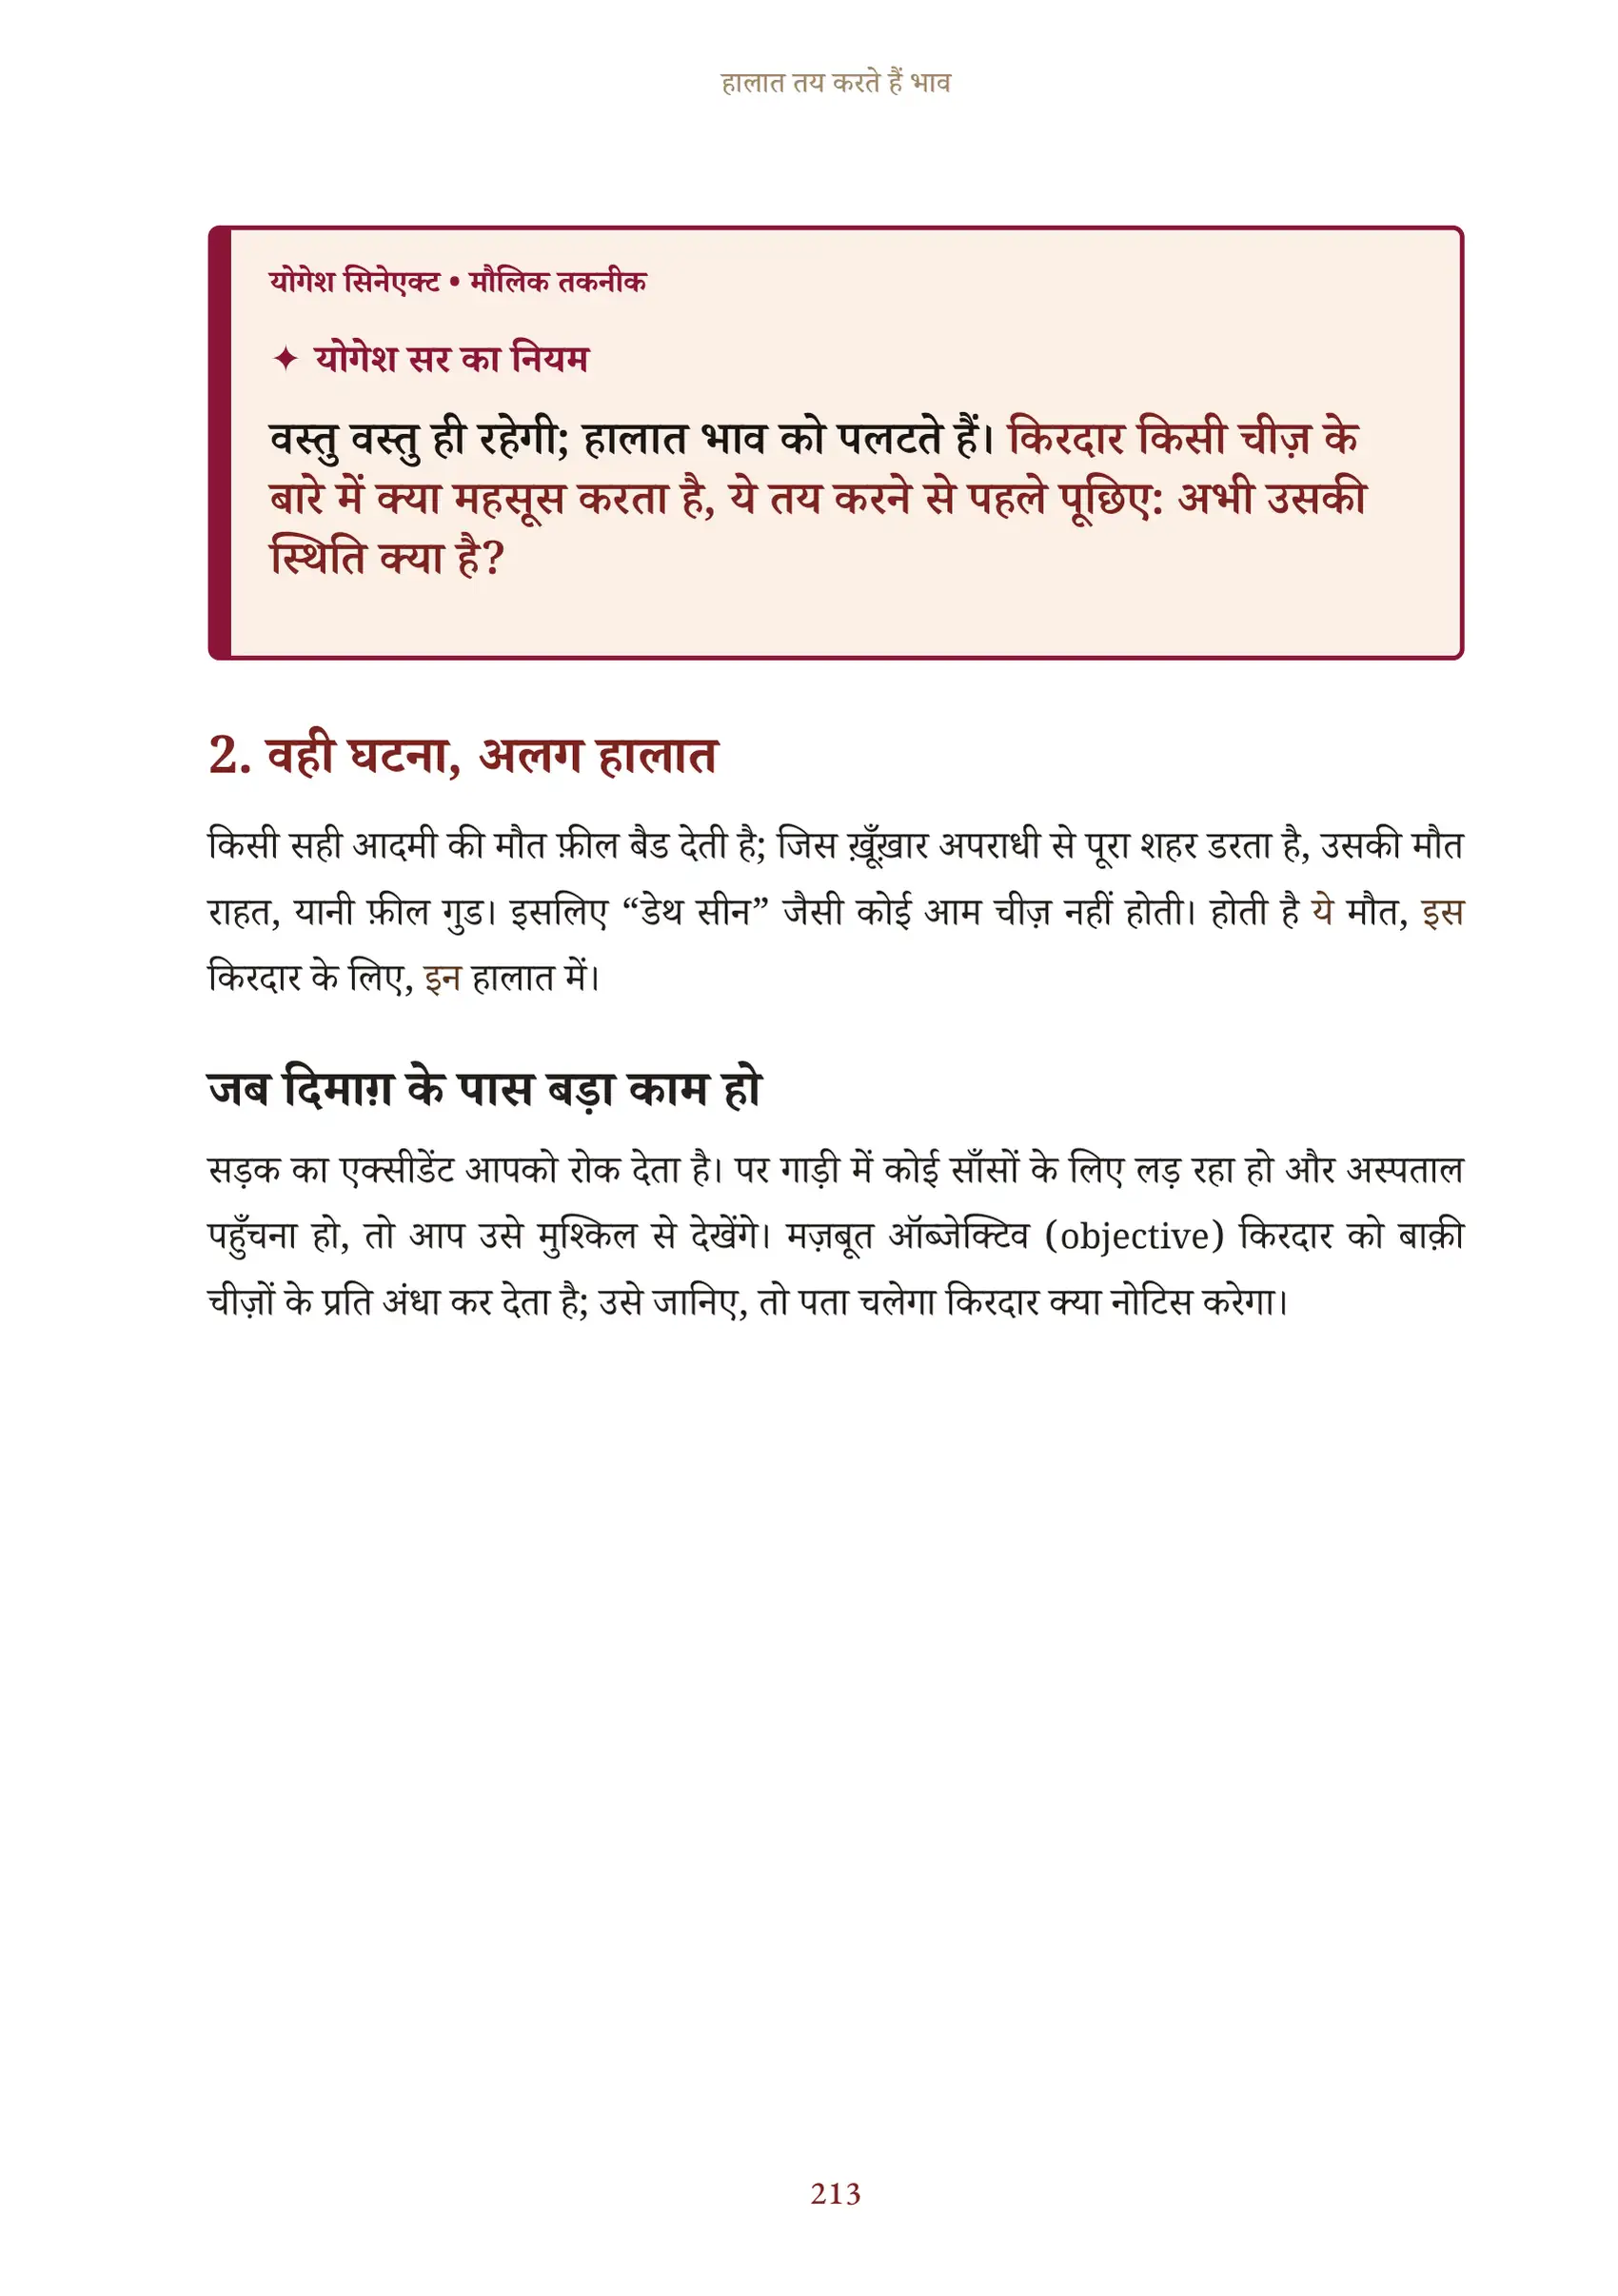 हालात तय करते हैं भाव
योगेश सिनेएक्ट • मौलिक तकनीक
✦ योगेश सर का नियम
वस्तु वस्तु ही रहेगी; हालात भाव को पलटते हैं। किरदार किसी चीज़ के
बारे में क्या महसूस करता है, ये तय करने से पहले पूछिए: अभी उसकी
स्थिति क्या है?
2. वही घटना, अलग हालात
किसी सही आदमी की मौत फ़ील बैड देती है; जिस ख़ूँख़ार अपराधी से पूरा शहर डरता है, उसकी मौत
राहत, यानी फ़ील गुड। इसलिए “डेथ सीन” जैसी कोई आम चीज़ नहीं होती। होती है ये मौत, इस
किरदार के लिए, इन हालात में।
जब दिमाग़ के पास बड़ा काम हो
सड़क का एक्सीडेंट आपको रोक देता है। पर गाड़ी में कोई साँसों के लिए लड़ रहा हो और अस्पताल
पहुँचना हो, तो आप उसे मुश्किल से देखेंगे। मज़बूत ऑब्जेक्टिव (objective) किरदार को बाक़ी
चीज़ों के प्रति अंधा कर देता है; उसे जानिए, तो पता चलेगा किरदार क्या नोटिस करेगा।
213